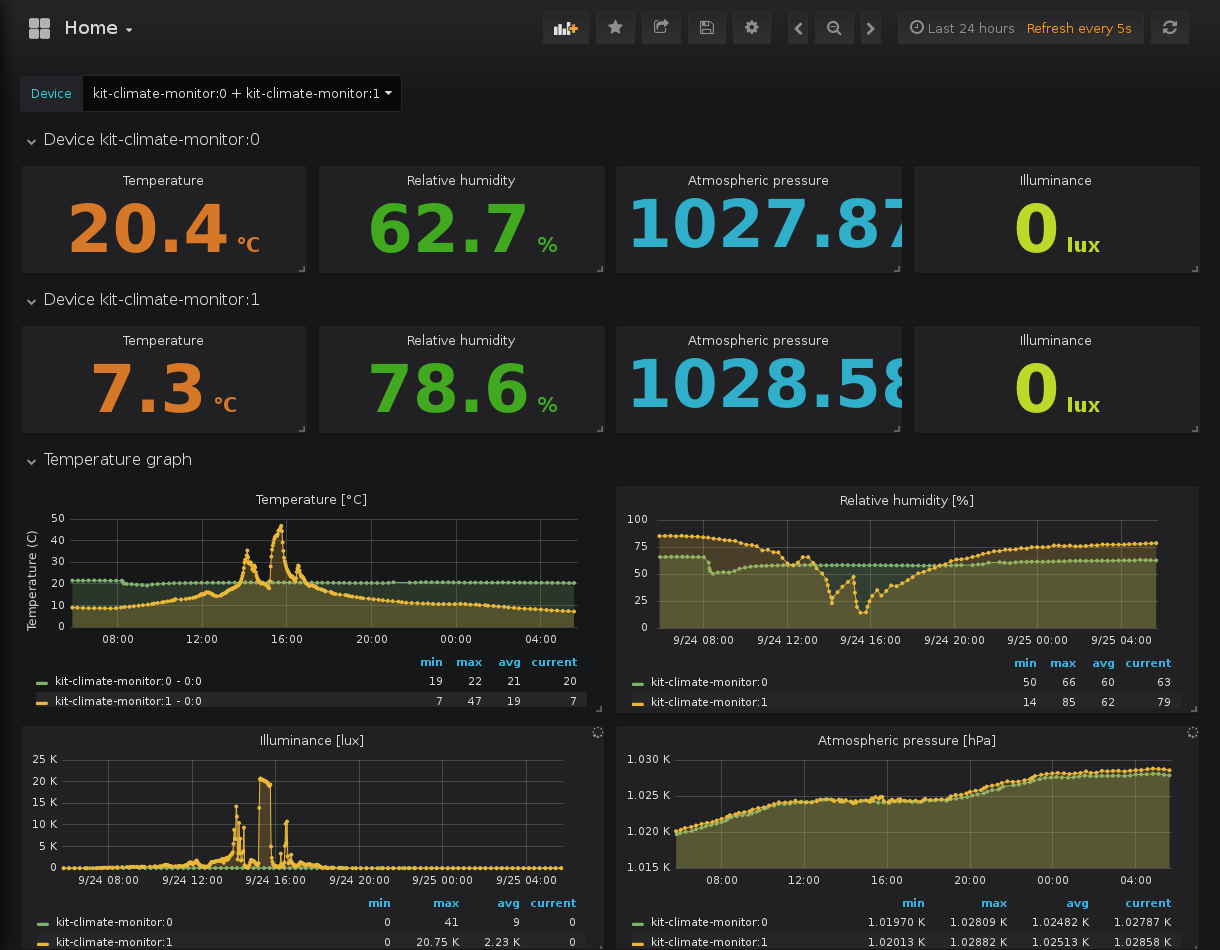 Home
Last 24 hours Refresh every 5s
Device kit-climate-monitor:0 + kit-climate-monitor:1
Device kit-climate-monitor:0
Temperature Relative humidity Atmospheric pressure Illuminance
20.4 °C 62.7 % 1027.87 0 lux
Device kit-climate-monitor:1
Temperature Relative humidity Atmospheric pressure Illuminance
7.3 °C 78.6 % 1028.58 0 lux
Temperature graph
Temperature [°C]
Temperature (C)
50
40
30
20
10
0
08:00 12:00 16:00 20:00 00:00 04:00
min max avg current
kit-climate-monitor:0 - 0:0 19 22 21 20
kit-climate-monitor:1 - 0:0 7 47 19 7
Relative humidity [%]
100
75
50
25
0
9/24 08:00 9/24 12:00 9/24 16:00 9/24 20:00 9/25 00:00 9/25 04:00
min max avg current
kit-climate-monitor:0 50 66 60 63
kit-climate-monitor:1 14 85 62 79
Illuminance [lux]
25 K
20 K
15 K
10 K
5 K
0
9/24 08:00 9/24 12:00 9/24 16:00 9/24 20:00 9/25 00:00 9/25 04:00
min max avg current
kit-climate-monitor:0 0 41 9 0
kit-climate-monitor:1 0 20.75 K 2.23 K 0
Atmospheric pressure [hPa]
1.030 K
1.025 K
1.020 K
1.015 K
08:00 12:00 16:00 20:00 00:00 04:00
min max avg current
kit-climate-monitor:0 1.01970 K 1.02809 K 1.02482 K 1.02787 K
kit-climate-monitor:1 1.02013 K 1.02882 K 1.02513 K 1.02858 K